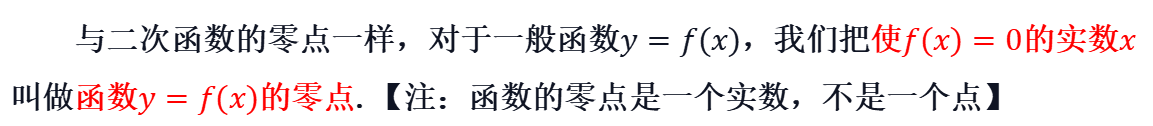 与二次函数的零点一样，对于一般函数y = f(x)，我们把使f(x) = 0的实数x
叫做函数y = f(x)的零点.【注：函数的零点是一个实数，不是一个点】